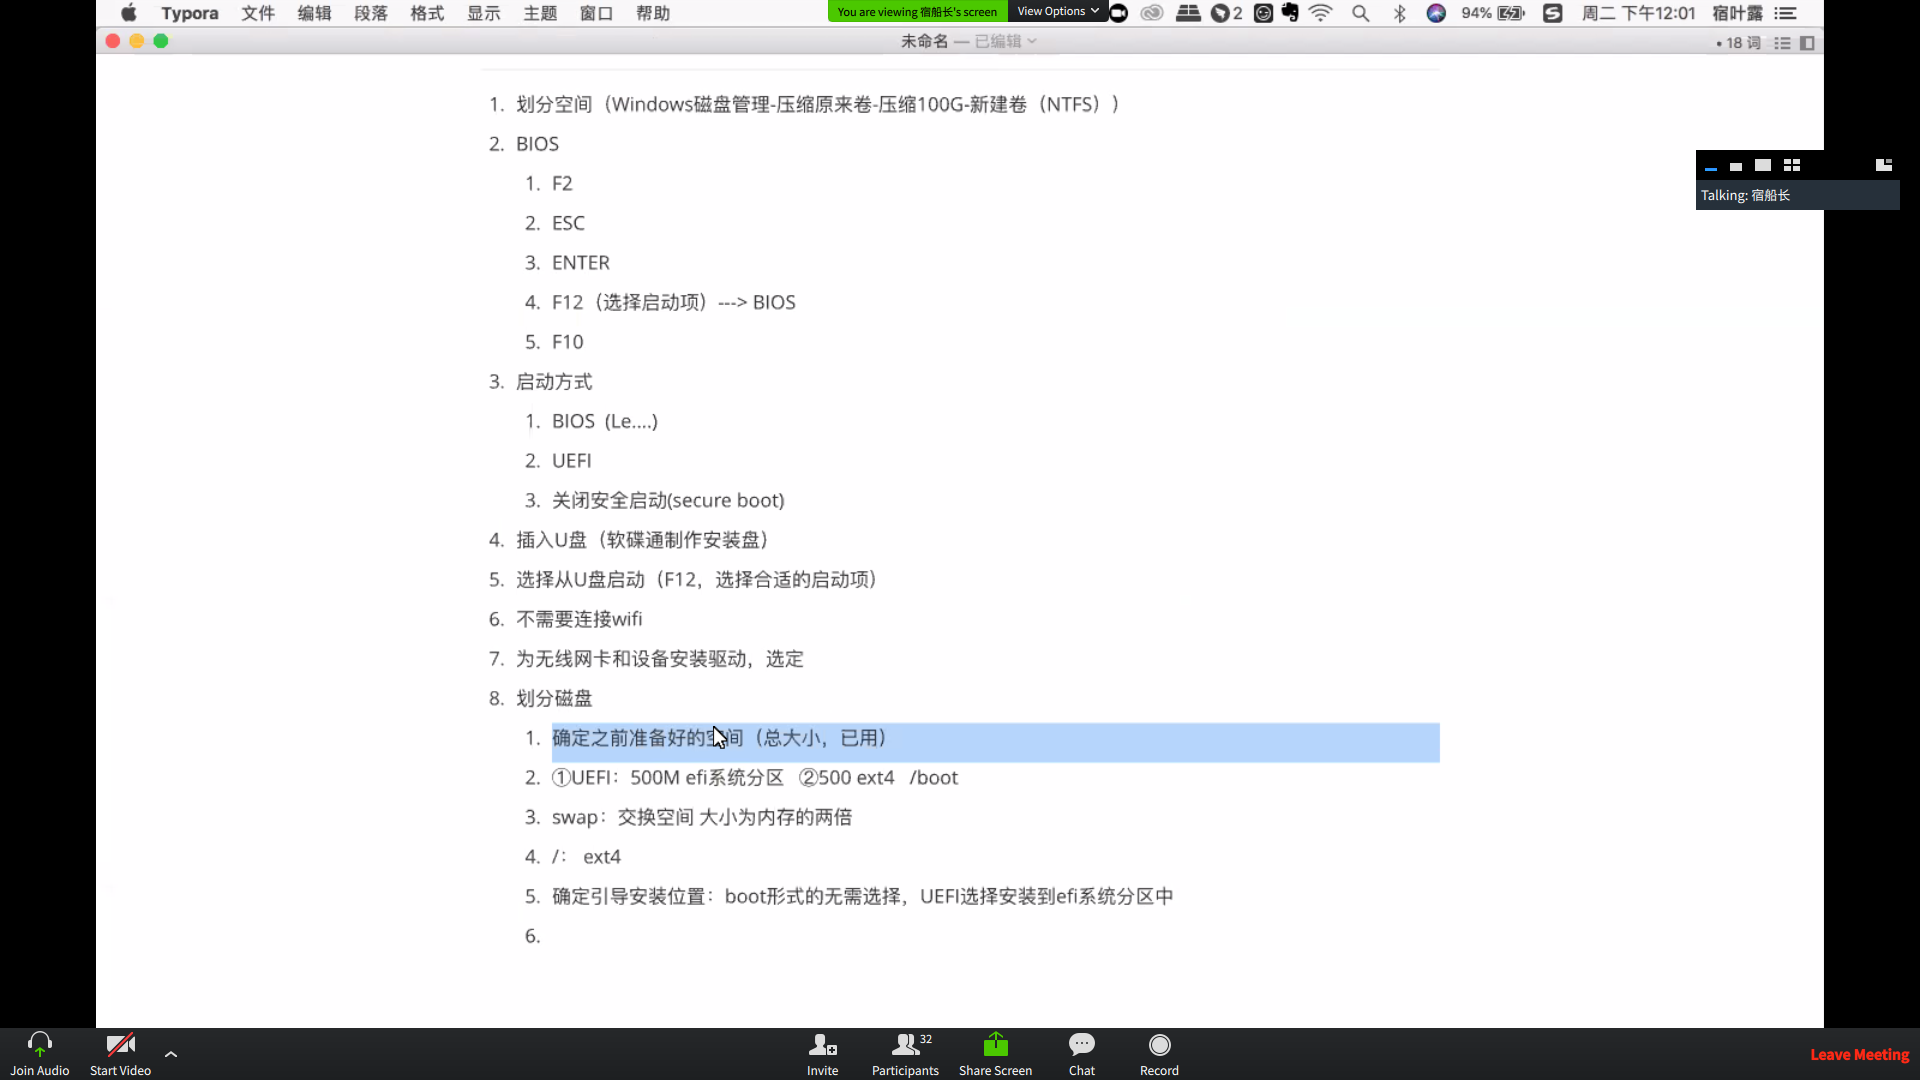 Typora 文件 编辑 段落 格式 显示 主题 窗口 帮助 You are viewing 宿船长's screen View Options 2 94% 周二 下午12:01 宿叶露
未命名 — 已编辑 • 18 词
1. 划分空间（Windows磁盘管理-压缩原来卷-压缩100G-新建卷（NTFS））
2. BIOS
1. F2
Talking: 宿船长
2. ESC
3. ENTER
4. F12（选择启动项）---> BIOS
5. F10
3. 启动方式
1. BIOS (Le....)
2. UEFI
3. 关闭安全启动(secure boot)
4. 插入U盘（软碟通制作安装盘）
5. 选择从U盘启动（F12，选择合适的启动项）
6. 不需要连接wifi
7. 为无线网卡和设备安装驱动，选定
8. 划分磁盘
1. 确定之前准备好的空间（总大小，已用）
2. ①UEFI：500M efi系统分区 ②500 ext4 /boot
3. swap：交换空间 大小为内存的两倍
4. /： ext4
5. 确定引导安装位置：boot形式的无需选择，UEFI选择安装到efi系统分区中
6.
32
Join Audio Start Video Invite Participants Share Screen Chat Record Leave Meeting